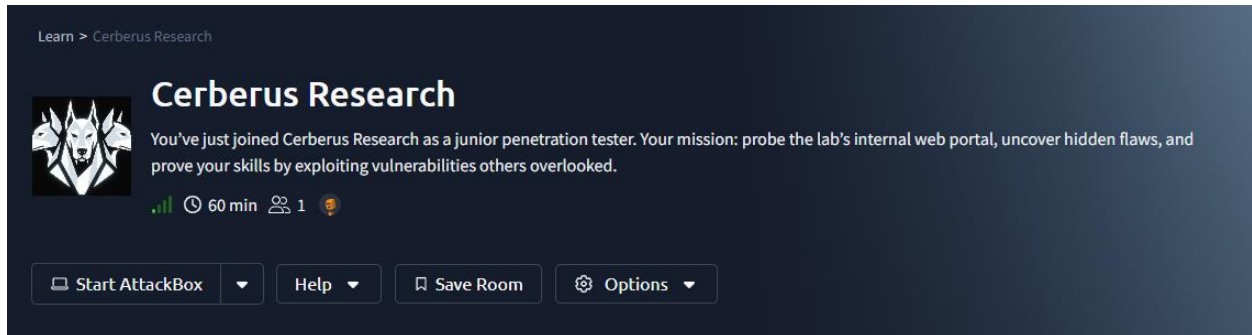 Learn > Cerberus Research
Cerberus Research
You’ve just joined Cerberus Research as a junior penetration tester. Your mission: probe the lab’s internal web portal, uncover hidden flaws, and
prove your skills by exploiting vulnerabilities others overlooked.
60 min 1
Start AttackBox Help Save Room Options